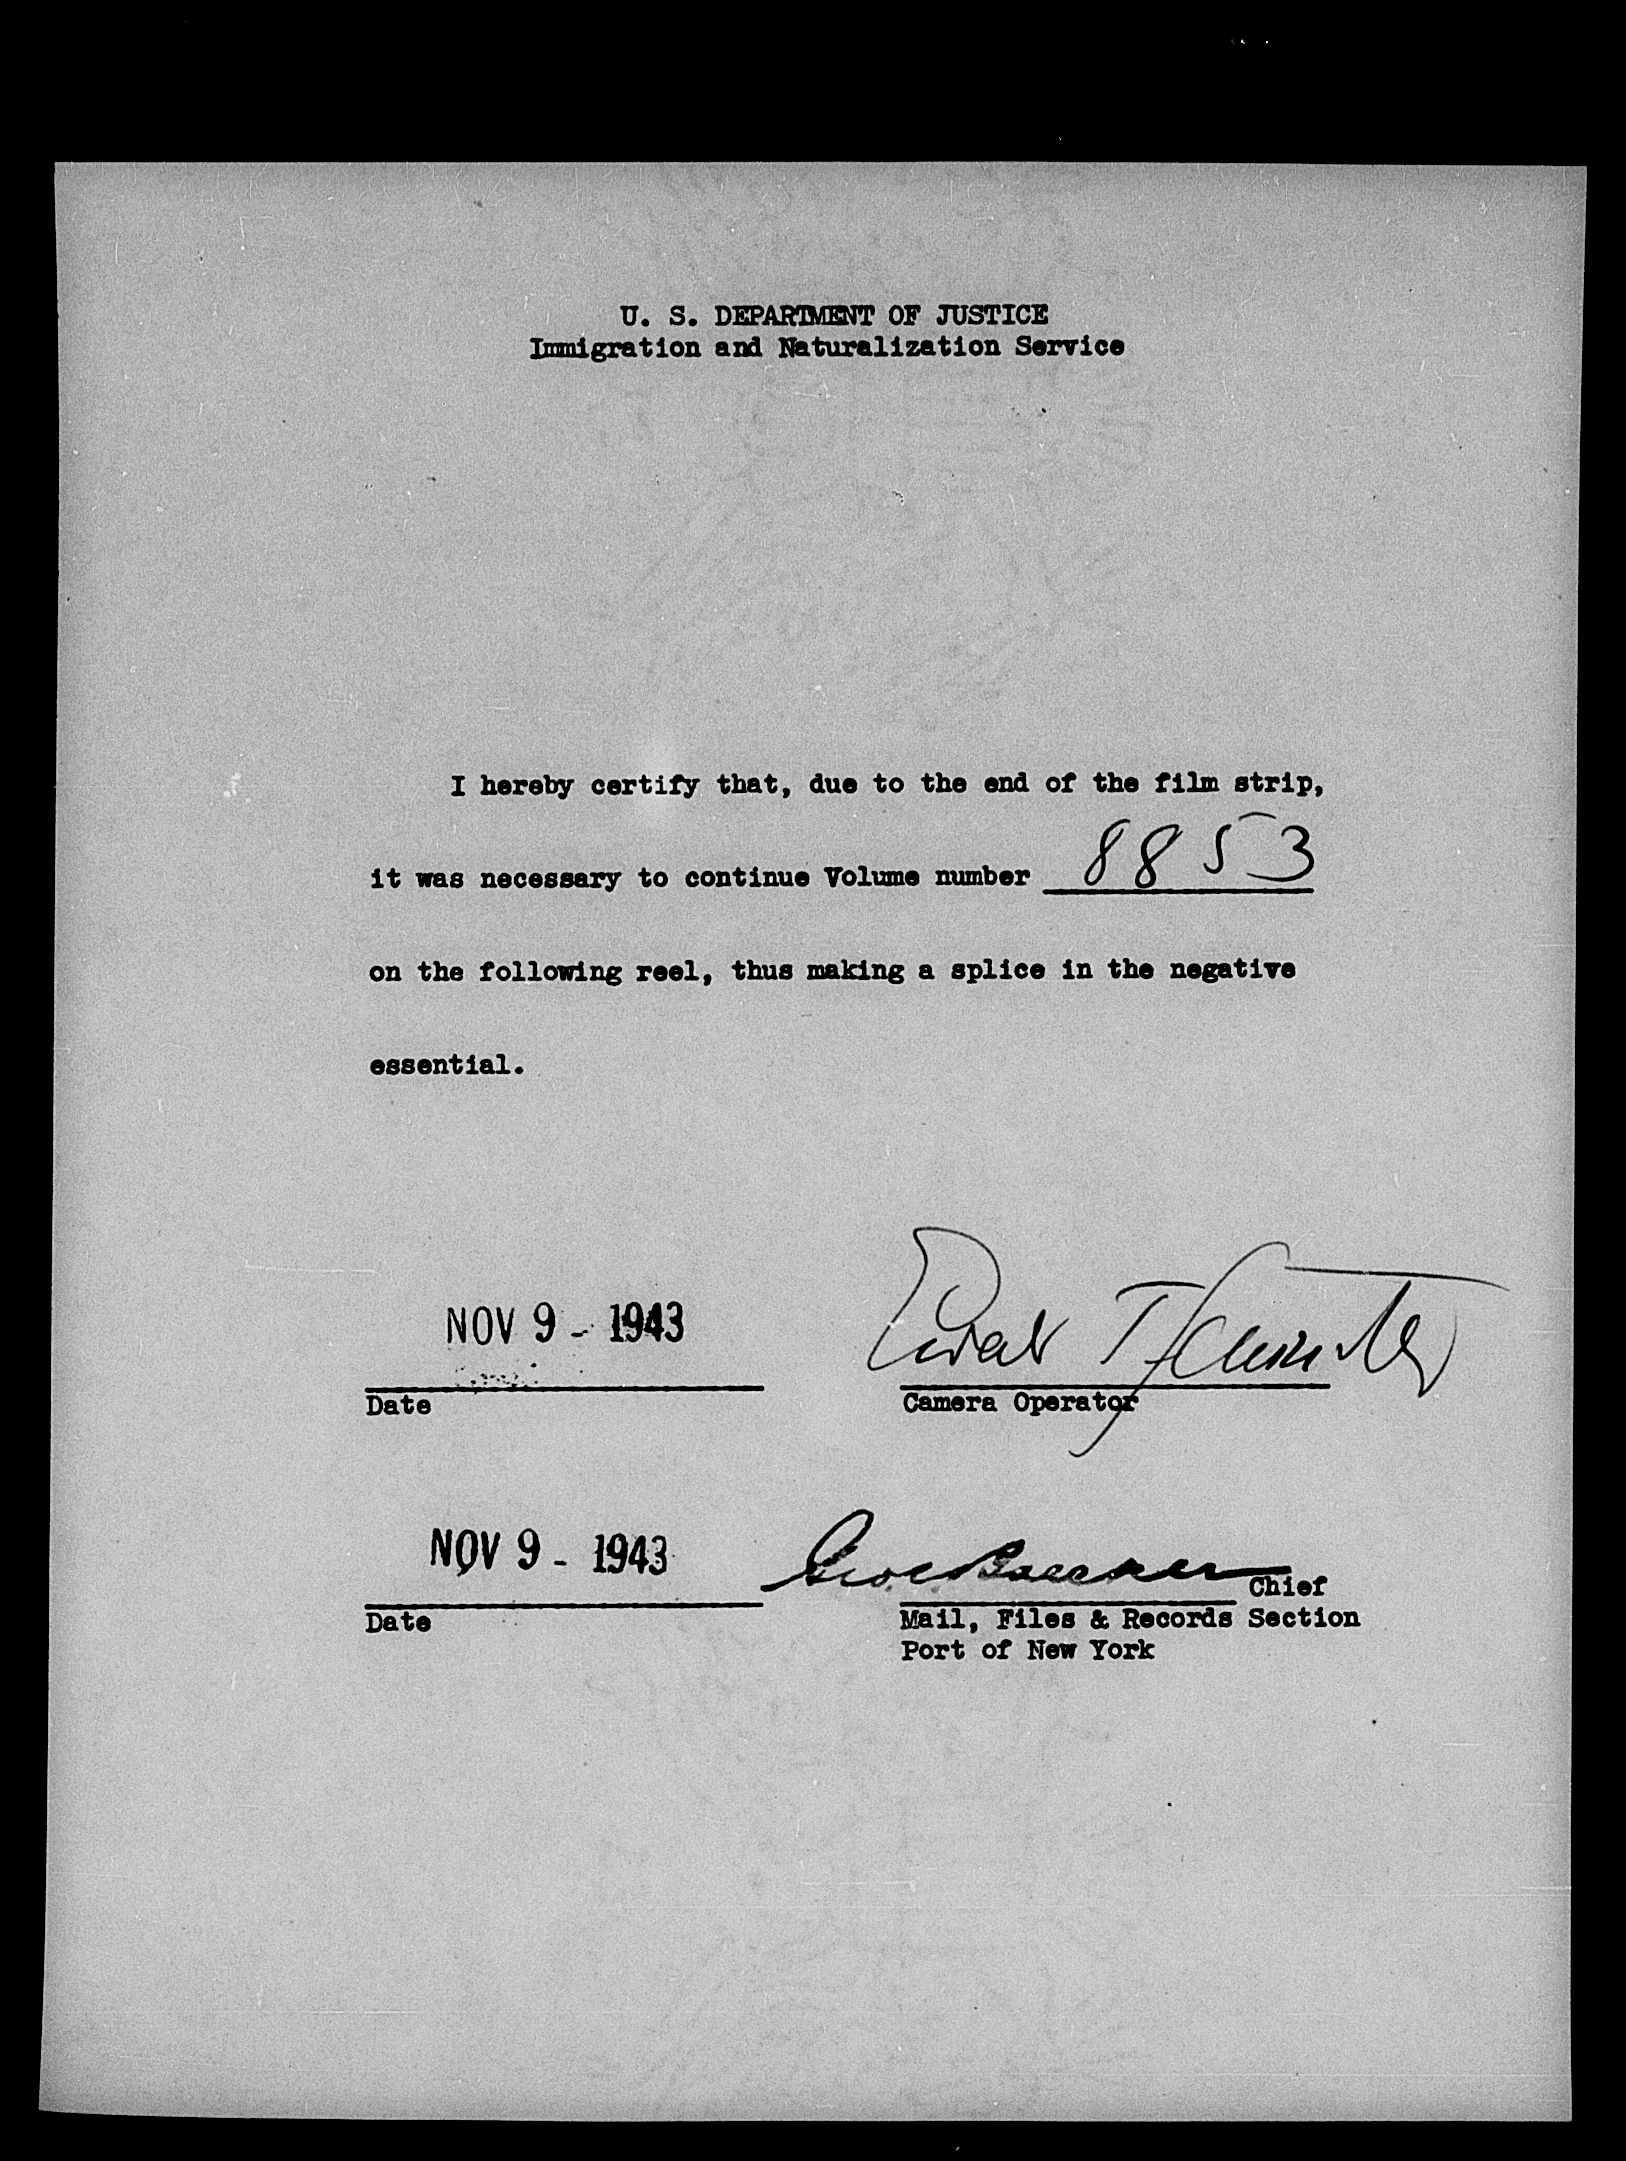 U. S. DEPARTMENT OF JUSTICE
Immigration and Naturalization Service
I hereby certify that, due to the end of the film strip,
it was necessary to continue Volume number 8853
on the following reel, thus making a splice in the negative
essential.
NOV 9 - 1943
Date
Camera Operator
NOV 9 - 1943
Chief
Date
Mail, Files & Records Section
Port of New York